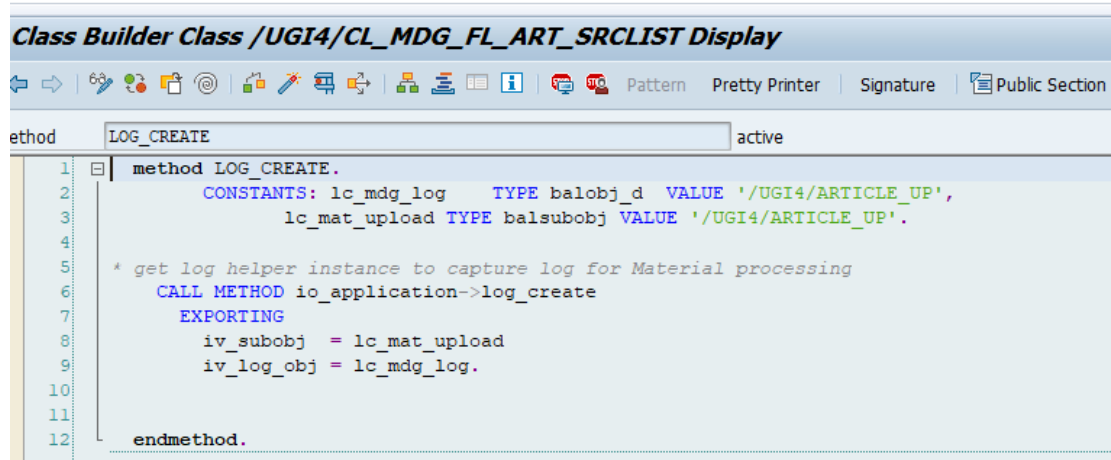 Class Builder Class /UGI4/CL_MDG_FL_ART_SRCLIST Display
Pattern Pretty Printer Signature Public Section
ethod LOG_CREATE active
1 method LOG_CREATE.
2 CONSTANTS: lc_mdg_log TYPE balobj_d VALUE '/UGI4/ARTICLE_UP',
3 lc_mat_upload TYPE balsubobj VALUE '/UGI4/ARTICLE_UP'.
4
5 * get log helper instance to capture log for Material processing
6 CALL METHOD io_application->log_create
7 EXPORTING
8 iv_subobj = lc_mat_upload
9 iv_log_obj = lc_mdg_log.
10
11
12 endmethod.